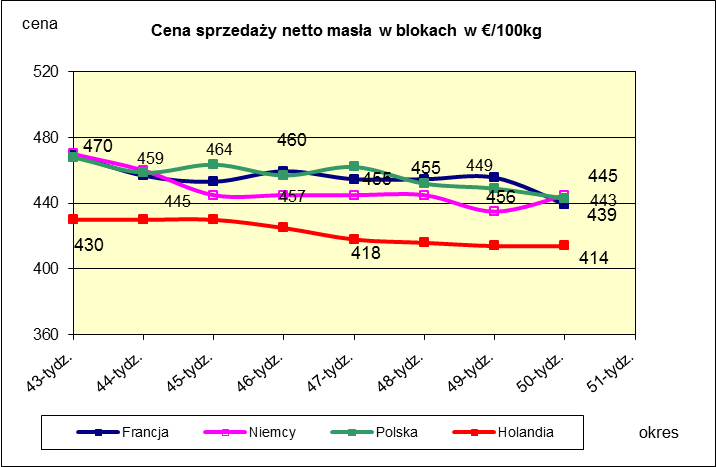 cena
Cena sprzedaży netto masła w blokach w €/100kg
520
480
440
400
360
470
459
464
460
455
455
449
445
445
457
456
443
439
430
418
414
43-tydz.
44-tydz.
45-tydz.
46-tydz.
47-tydz.
48-tydz.
49-tydz.
50-tydz.
51-tydz.
Francja
Niemcy
Polska
Holandia
okres